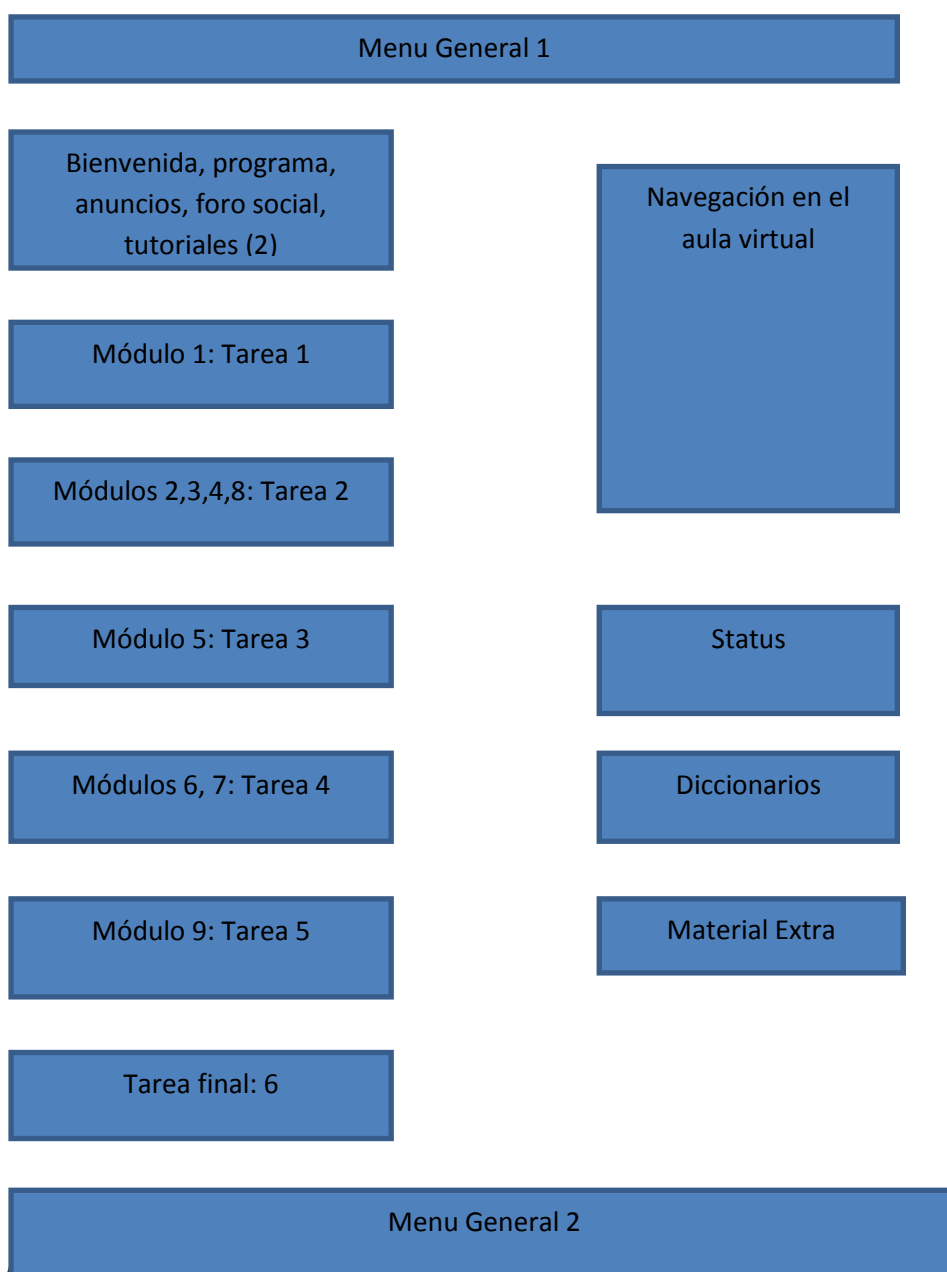 Menu General 1
Bienvenida, programa,
anuncios, foro social,
tutoriales (2)
Navegación en el
aula virtual
Módulo 1: Tarea 1
Módulos 2,3,4,8: Tarea 2
Módulo 5: Tarea 3
Status
Módulos 6, 7: Tarea 4
Diccionarios
Módulo 9: Tarea 5
Material Extra
Tarea final: 6
Menu General 2